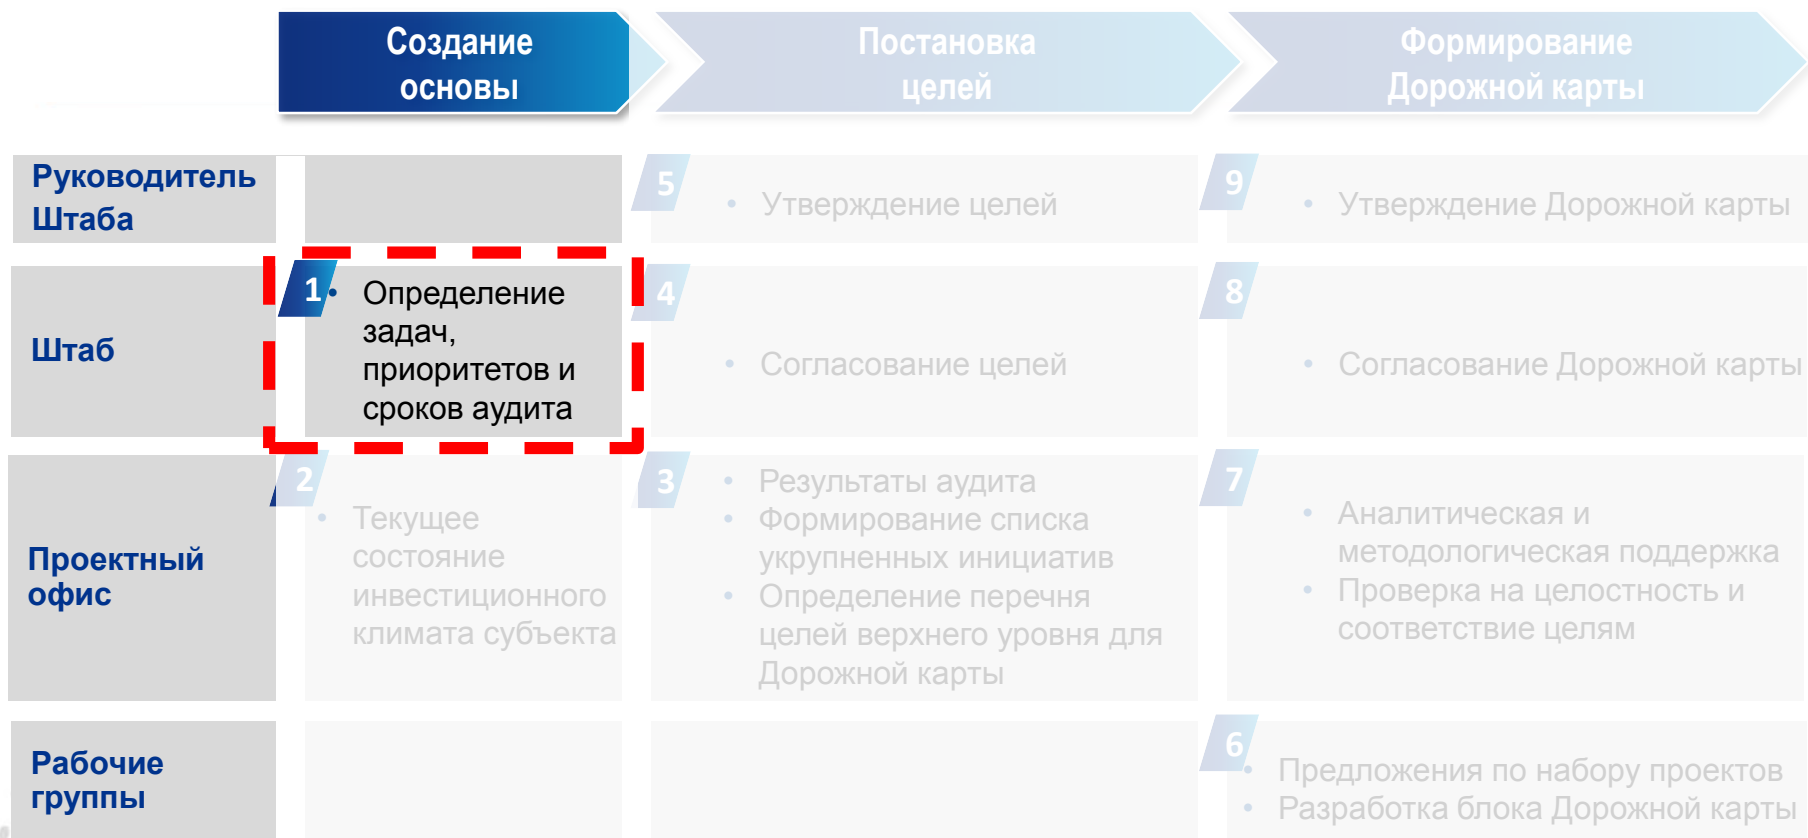 Создание
основы
Постановка
целей
Формирование
Дорожной карты
Руководитель
Штаба
5
• Утверждение целей
9
• Утверждение Дорожной карты
Штаб
1
• Определение
задач,
приоритетов и
сроков аудита
4
• Согласование целей
8
• Согласование Дорожной карты
Проектный
офис
2
• Текущее
состояние
инвестиционного
климата субъекта
3
• Результаты аудита
• Формирование списка
укрупненных инициатив
• Определение перечня
целей верхнего уровня для
Дорожной карты
7
• Аналитическая и
методологическая поддержка
• Проверка на целостность и
соответствие целям
Рабочие
группы
6
• Предложения по набору проектов
• Разработка блока Дорожной карты